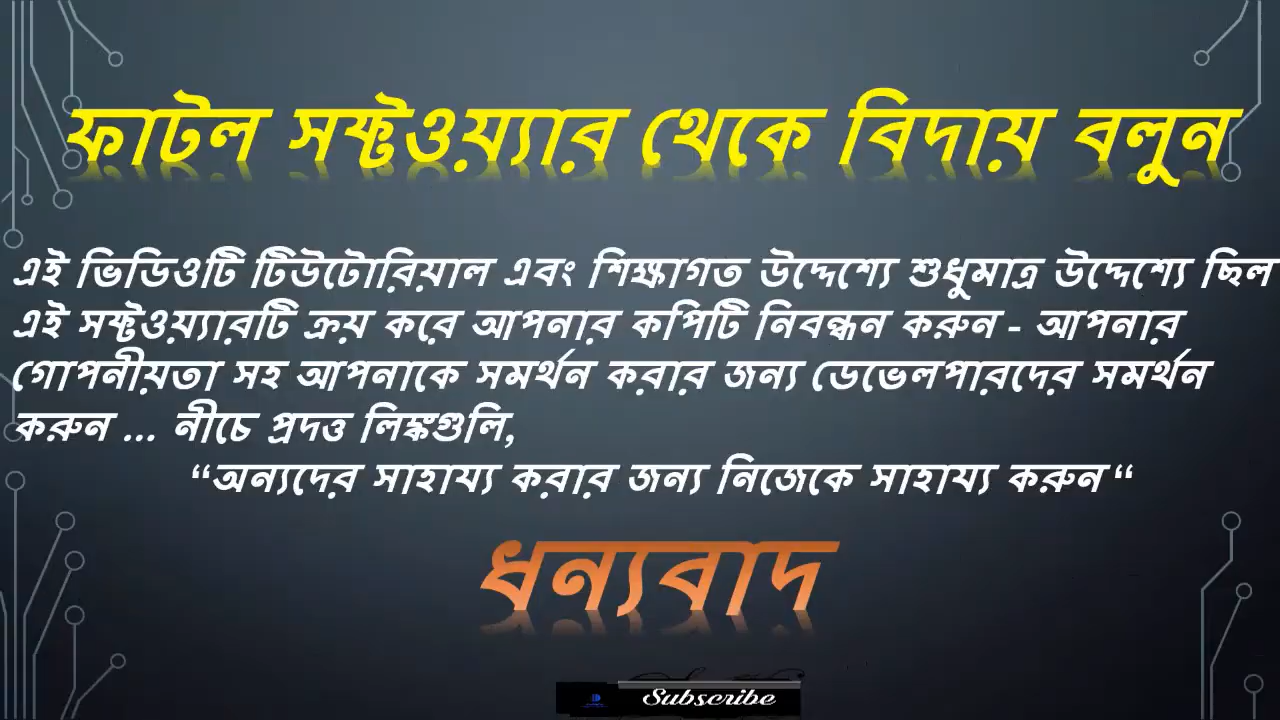 ফাটল সফ্টওয়্যার থেকে বিদায় বলুন
এই ভিডিওটি টিউটোরিয়াল এবং শিক্ষাগত উদ্দেশ্যে শুধুমাত্র উদ্দেশ্যে ছিল
এই সফ্টওয়্যারটি ক্রয় করে আপনার কপিটি নিবন্ধন করুন - আপনার
গোপনীয়তা সহ আপনাকে সমর্থন করার জন্য ডেভেলপারদের সমর্থন
করুন ... নীচে প্রদত্ত লিঙ্কগুলি,
“অন্যদের সাহায্য করার জন্য নিজেকে সাহায্য করুন “
ধন্যবাদ
Subscribe